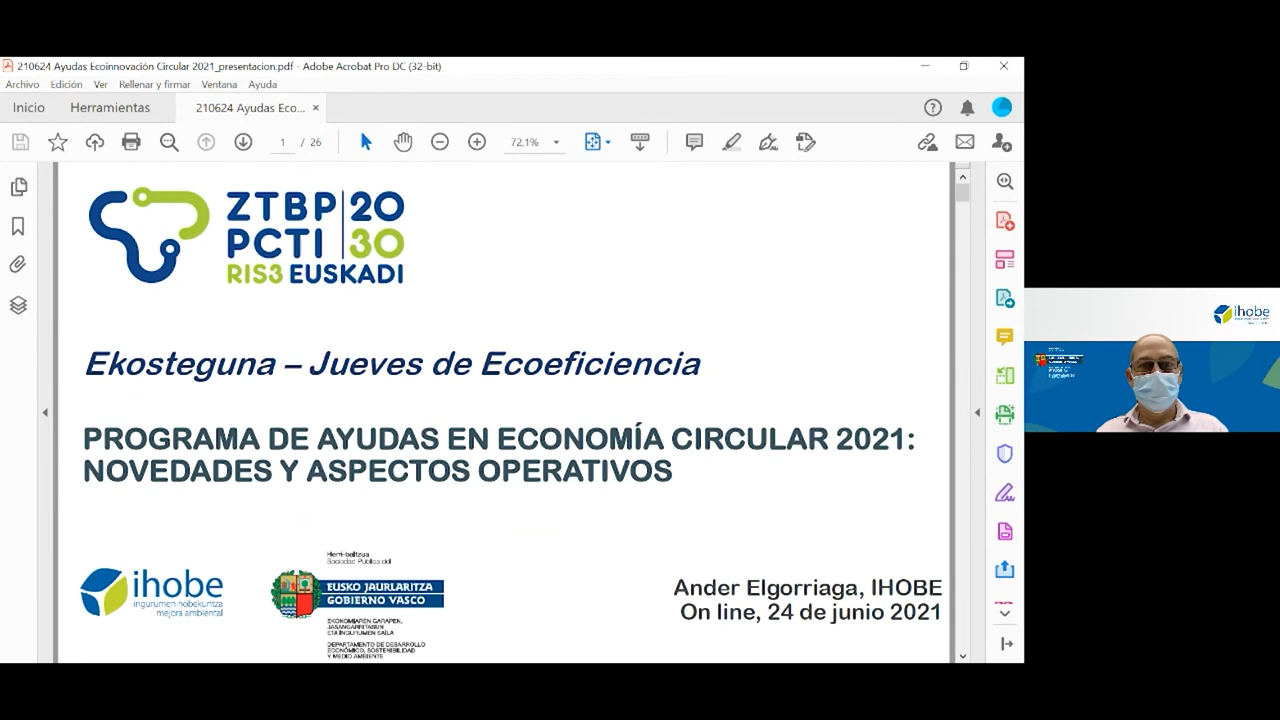 210624 Ayudas Ecoinnovación Circular 2021_presentacion.pdf - Adobe Acrobat Pro DC (32-bit)
Archivo Edición Ver Rellenar y firmar Ventana Ayuda
Inicio Herramientas 210624 Ayudas Eco... ×
1 / 26 72,1%
ZTBP 20
PCTI 30
RIS3 EUSKADI
Ekosteguna – Jueves de Ecoeficiencia
PROGRAMA DE AYUDAS EN ECONOMÍA CIRCULAR 2021:
NOVEDADES Y ASPECTOS OPERATIVOS
ihobe
ingurumen hobekuntza
mejora ambiental
Herri-baltzua
Sociedad Pública del
EUSKO JAURLARITZA
GOBIERNO VASCO
EKONOMIAREN GARAPEN,
JASANGARRITASUN
ETA INGURUMEN SAILA
DEPARTAMENTO DE DESARROLLO
ECONÓMICO, SOSTENIBILIDAD
Y MEDIO AMBIENTE
Ander Elgorriaga, IHOBE
On line, 24 de junio 2021
ihobe